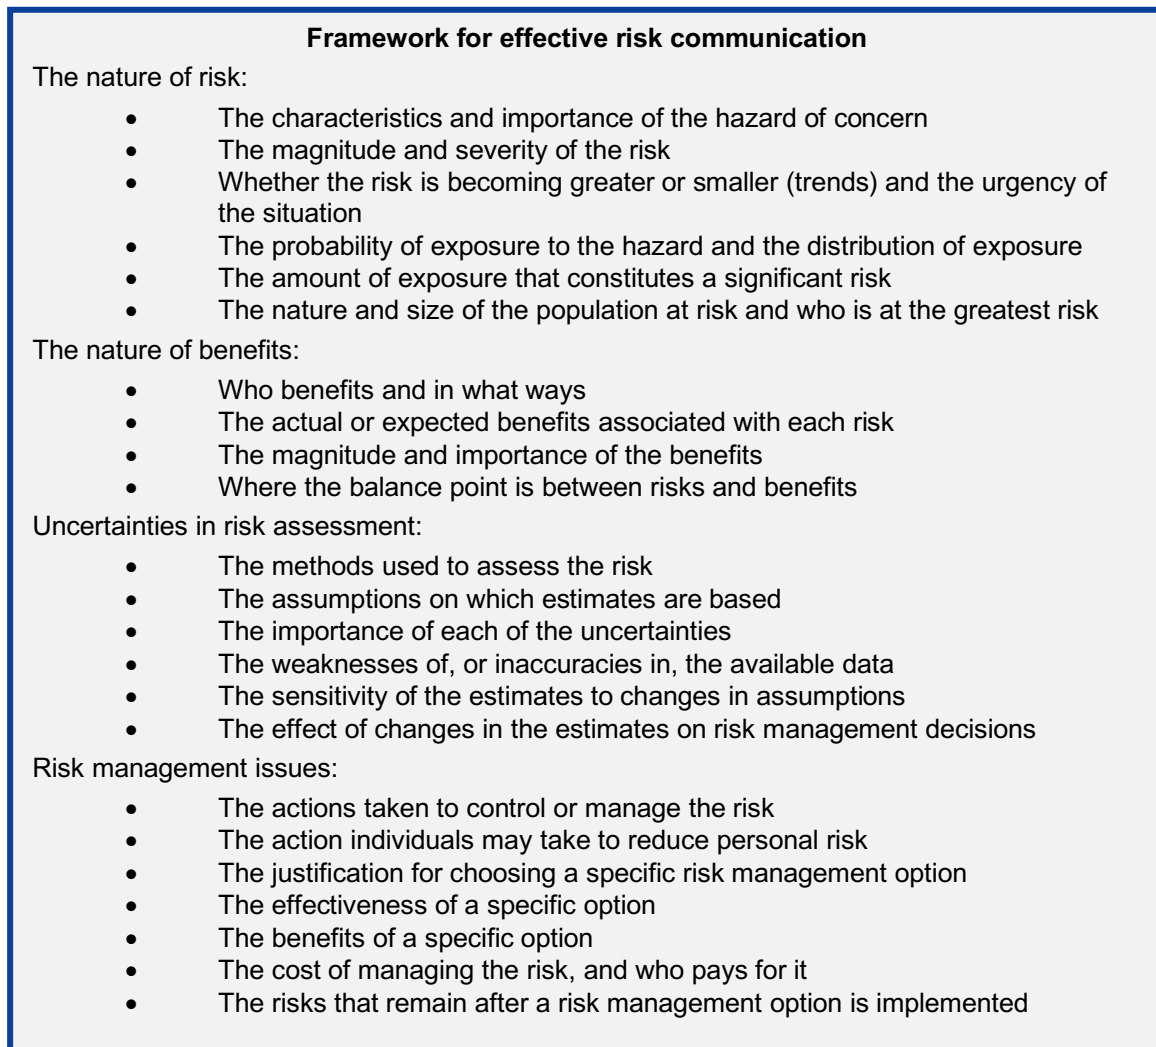 Framework for effective risk communication
The nature of risk:
• The characteristics and importance of the hazard of concern
• The magnitude and severity of the risk
• Whether the risk is becoming greater or smaller (trends) and the urgency of
the situation
• The probability of exposure to the hazard and the distribution of exposure
• The amount of exposure that constitutes a significant risk
• The nature and size of the population at risk and who is at the greatest risk
The nature of benefits:
• Who benefits and in what ways
• The actual or expected benefits associated with each risk
• The magnitude and importance of the benefits
• Where the balance point is between risks and benefits
Uncertainties in risk assessment:
• The methods used to assess the risk
• The assumptions on which estimates are based
• The importance of each of the uncertainties
• The weaknesses of, or inaccuracies in, the available data
• The sensitivity of the estimates to changes in assumptions
• The effect of changes in the estimates on risk management decisions
Risk management issues:
• The actions taken to control or manage the risk
• The action individuals may take to reduce personal risk
• The justification for choosing a specific risk management option
• The effectiveness of a specific option
• The benefits of a specific option
• The cost of managing the risk, and who pays for it
• The risks that remain after a risk management option is implemented